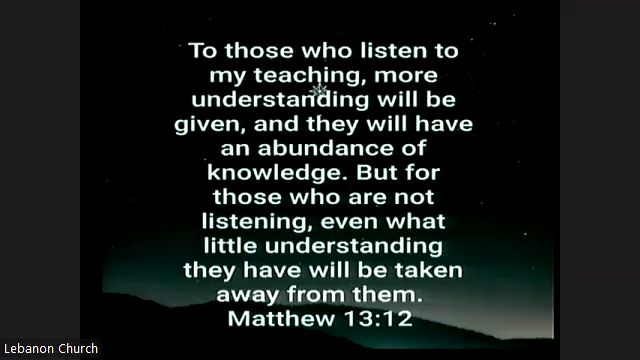 To those who listen to
my teaching, more
understanding will be
given, and they will have
an abundance of
knowledge. But for
those who are not
listening, even what
little understanding
they have will be taken
away from them.
Matthew 13:12
Lebanon Church